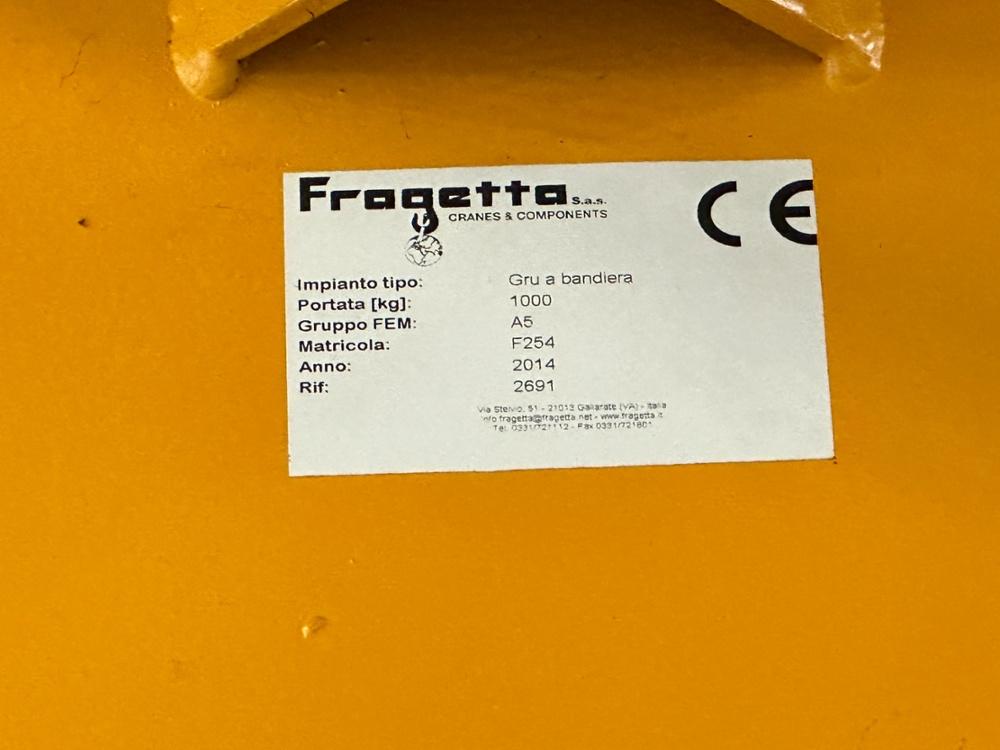 Fragetta s.a.s.
CRANES & COMPONENTS
CE
Impianto tipo: Gru a bandiera
Portata [kg]: 1000
Gruppo FEM: A5
Matricola: F254
Anno: 2014
Rif: 2691
Via Stelvio, 51 - 21013 Gallarate (VA) - Italia
info fragetta@fragetta.net - www.fragetta.it
Tel. 0331/721112 - Fax 0331/721801